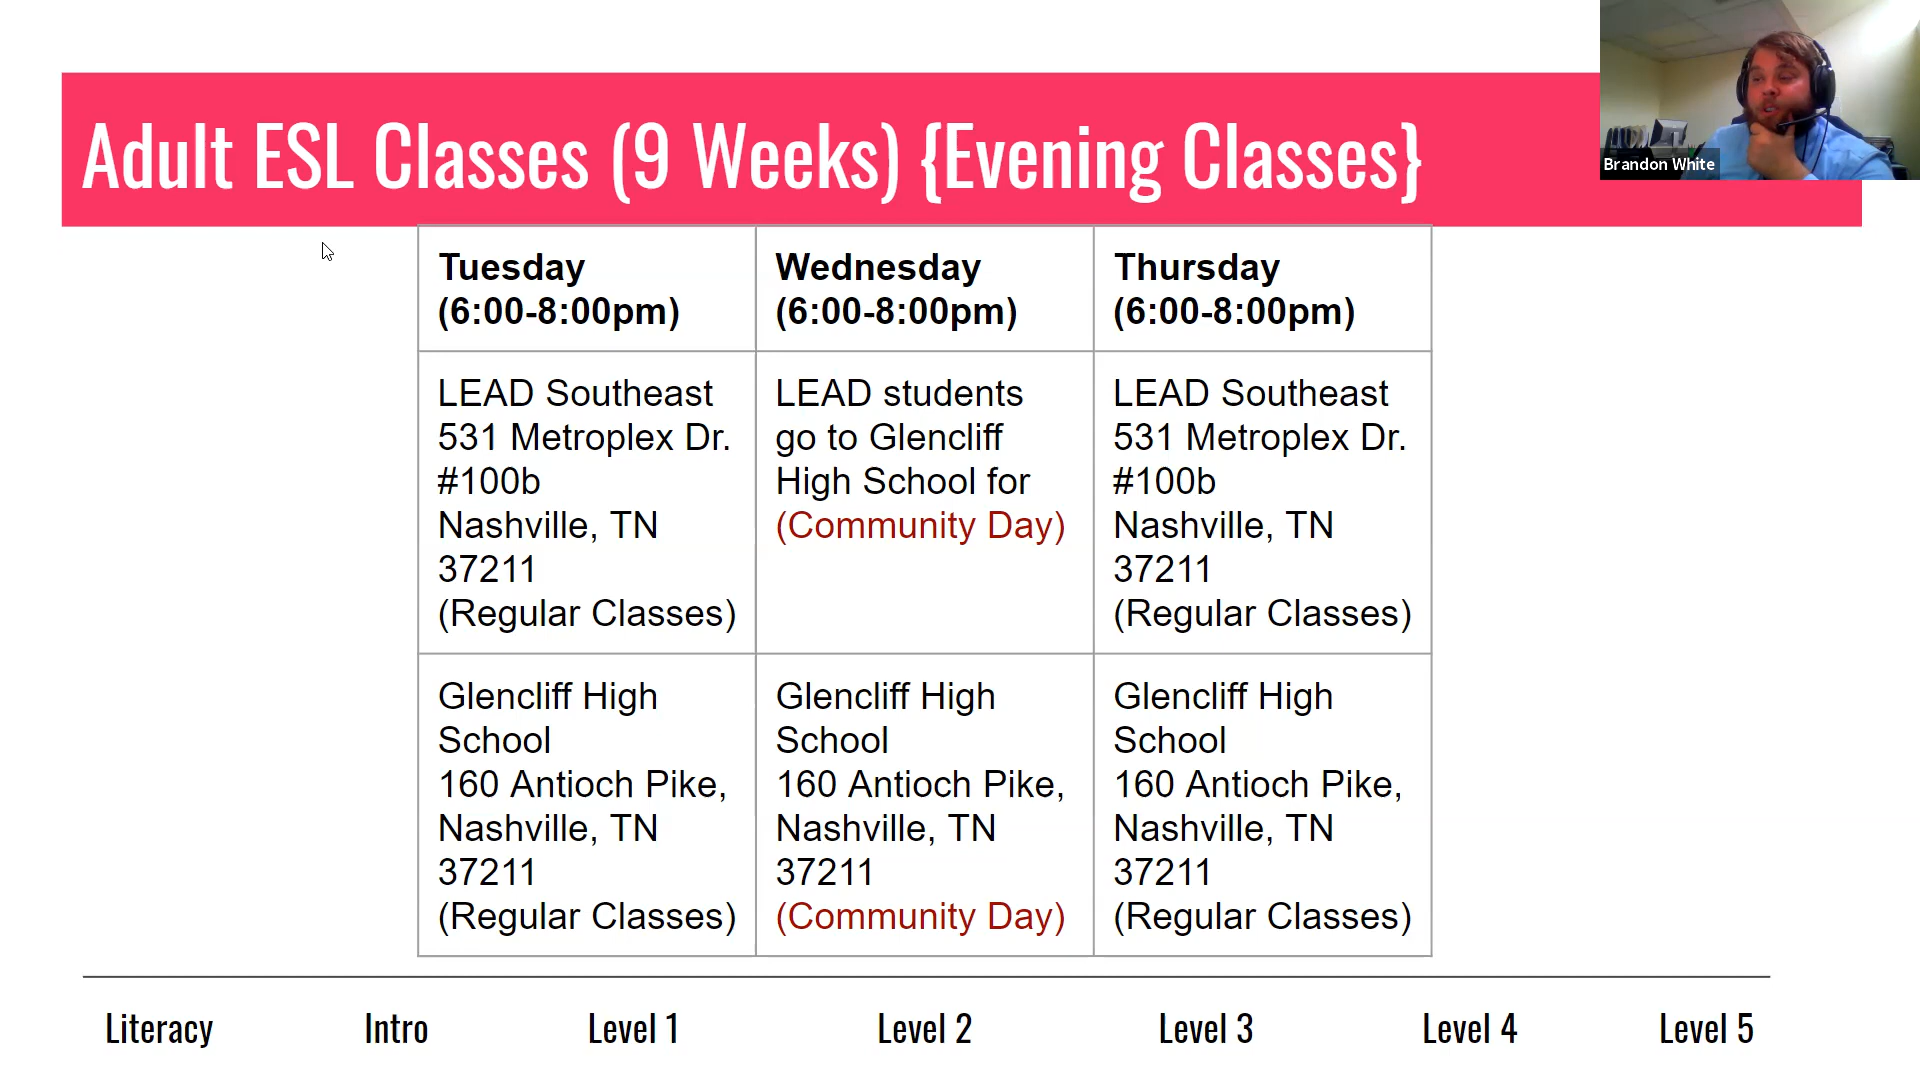 Adult ESL Classes (9 Weeks) {Evening Classes}
Brandon White
Tuesday
(6:00-8:00pm)
Wednesday
(6:00-8:00pm)
Thursday
(6:00-8:00pm)
LEAD Southeast
531 Metroplex Dr.
#100b
Nashville, TN
37211
(Regular Classes)
LEAD students
go to Glencliff
High School for
(Community Day)
LEAD Southeast
531 Metroplex Dr.
#100b
Nashville, TN
37211
(Regular Classes)
Glencliff High
School
160 Antioch Pike,
Nashville, TN
37211
(Regular Classes)
Glencliff High
School
160 Antioch Pike,
Nashville, TN
37211
(Community Day)
Glencliff High
School
160 Antioch Pike,
Nashville, TN
37211
(Regular Classes)
Literacy Intro Level 1 Level 2 Level 3 Level 4 Level 5